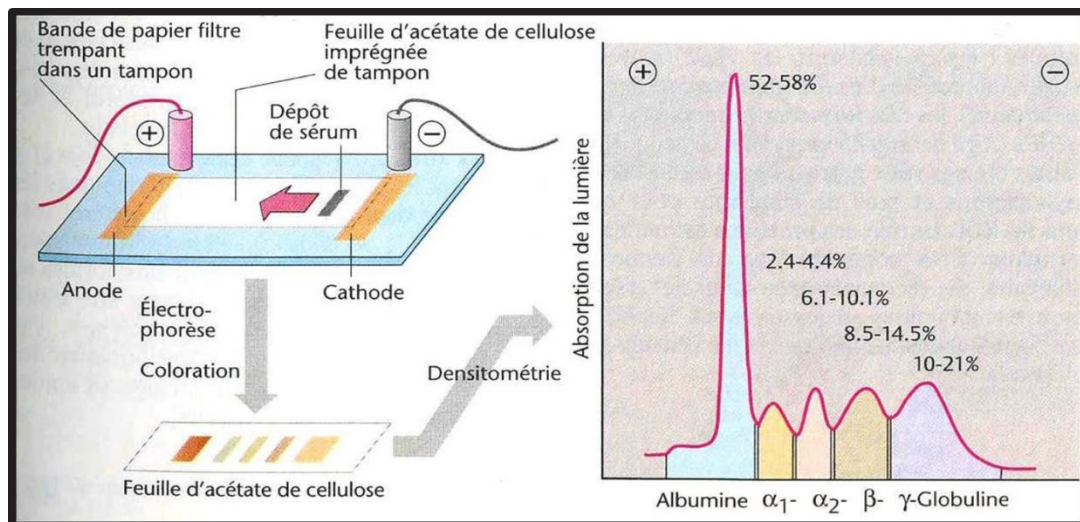 Bande de papier filtre
trempant
dans un tampon
Feuille d'acétate de cellulose
imprégnée
de tampon
Dépôt
de sérum
+
−
Anode
Cathode
Électro-
phorèse
Coloration
Densitométrie
Feuille d'acétate de cellulose
Absorption de la lumière
+
−
52-58%
2.4-4.4%
6.1-10.1%
8.5-14.5%
10-21%
Albumine α1- α2- β- γ-Globuline